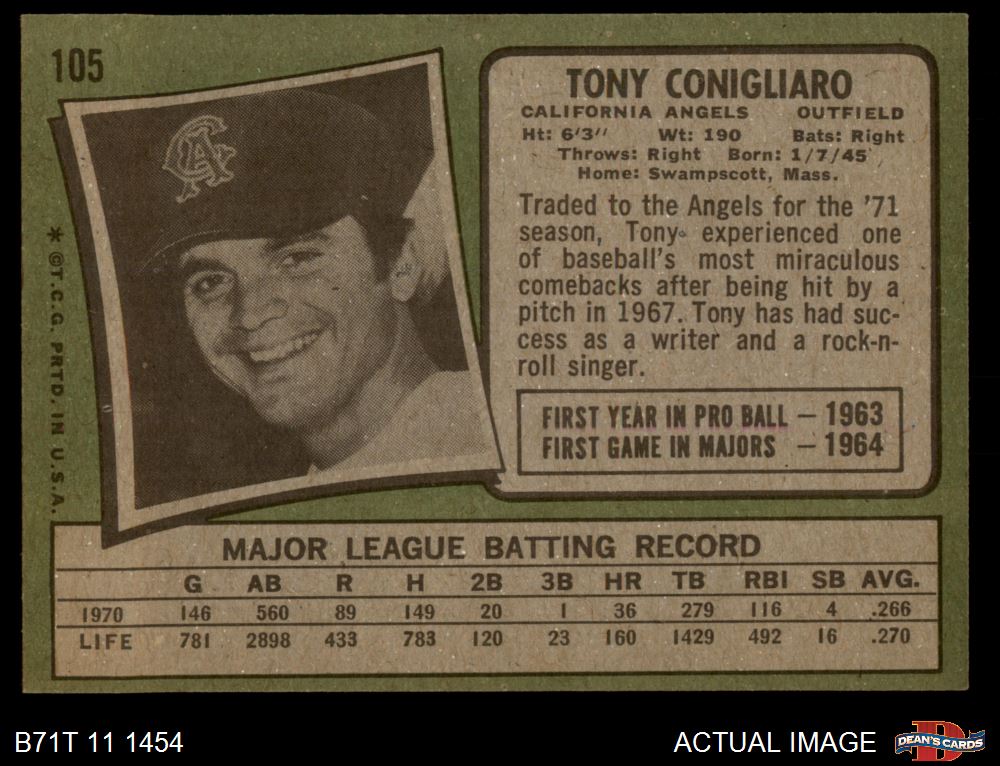 105
CA
TONY CONIGLIARO
CALIFORNIA ANGELS OUTFIELD
Ht: 6'3" Wt: 190 Bats: Right
Throws: Right Born: 1/7/45
Home: Swampscott, Mass.
Traded to the Angels for the '71
season, Tony experienced one
of baseball's most miraculous
comebacks after being hit by a
pitch in 1967. Tony has had suc-
cess as a writer and a rock-n-
roll singer.
FIRST YEAR IN PRO BALL — 1963
FIRST GAME IN MAJORS — 1964
* © T.C.G. PRTD. IN U.S.A.
MAJOR LEAGUE BATTING RECORD
G AB R H 2B 3B HR TB RBI SB AVG.
1970 146 560 89 149 20 1 36 279 116 4 .266
LIFE 781 2898 433 783 120 23 160 1429 492 16 .270
B71T 11 1454
ACTUAL IMAGE
D
DEAN'S CARDS